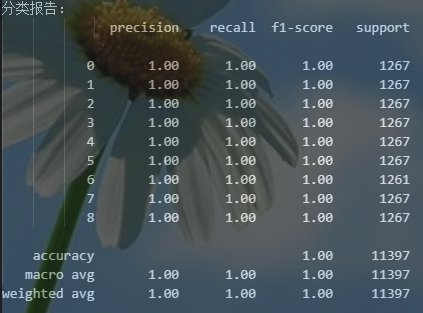 分类报告：
precision recall f1-score support
0 1.00 1.00 1.00 1267
1 1.00 1.00 1.00 1267
2 1.00 1.00 1.00 1267
3 1.00 1.00 1.00 1267
4 1.00 1.00 1.00 1267
5 1.00 1.00 1.00 1267
6 1.00 1.00 1.00 1261
7 1.00 1.00 1.00 1267
8 1.00 1.00 1.00 1267
accuracy 1.00 11397
macro avg 1.00 1.00 1.00 11397
weighted avg 1.00 1.00 1.00 11397